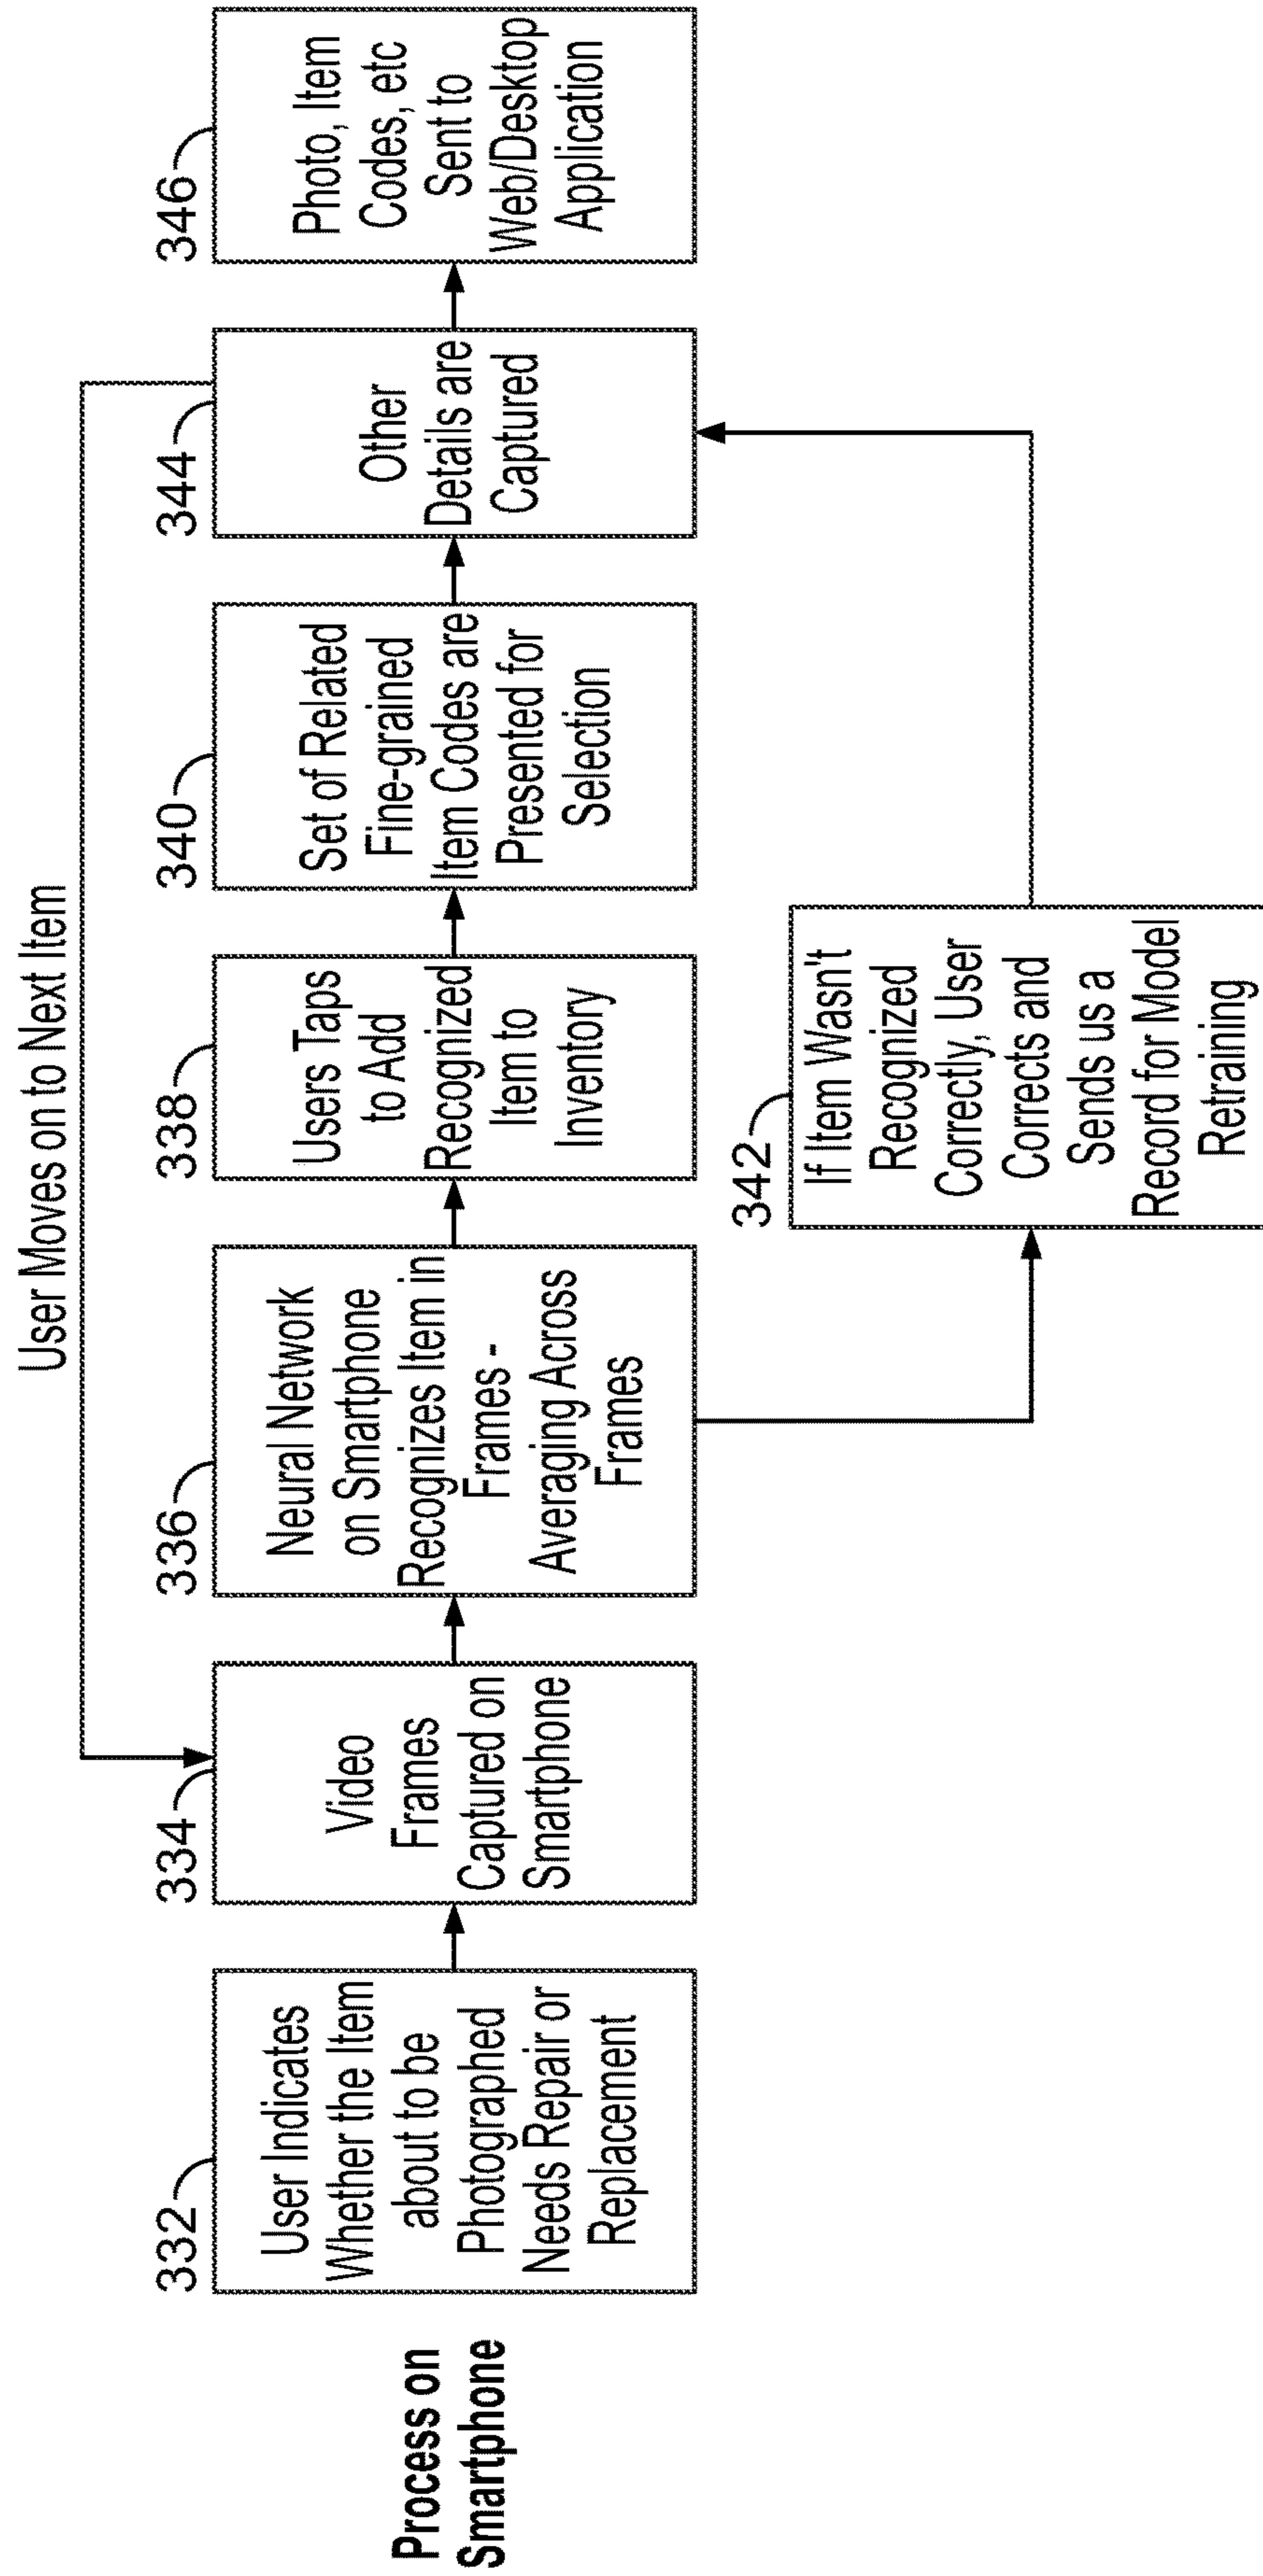 User Moves on to Next Item
Process on
Smartphone
332
User Indicates
Whether the Item
about to be
Photographed
Needs Repair or
Replacement
334
Video
Frames
Captured on
Smartphone
336
Neural Network
on Smartphone
Recognizes Item in
Frames -
Averaging Across
Frames
338
Users Taps
to Add
Recognized
Item to
Inventory
340
Set of Related
Fine-grained
Item Codes are
Presented for
Selection
342
If Item Wasn't
Recognized
Correctly, User
Corrects and
Sends us a
Record for Model
Retraining
344
Other
Details are
Captured
346
Photo, Item
Codes, etc
Sent to
Web/Desktop
Application